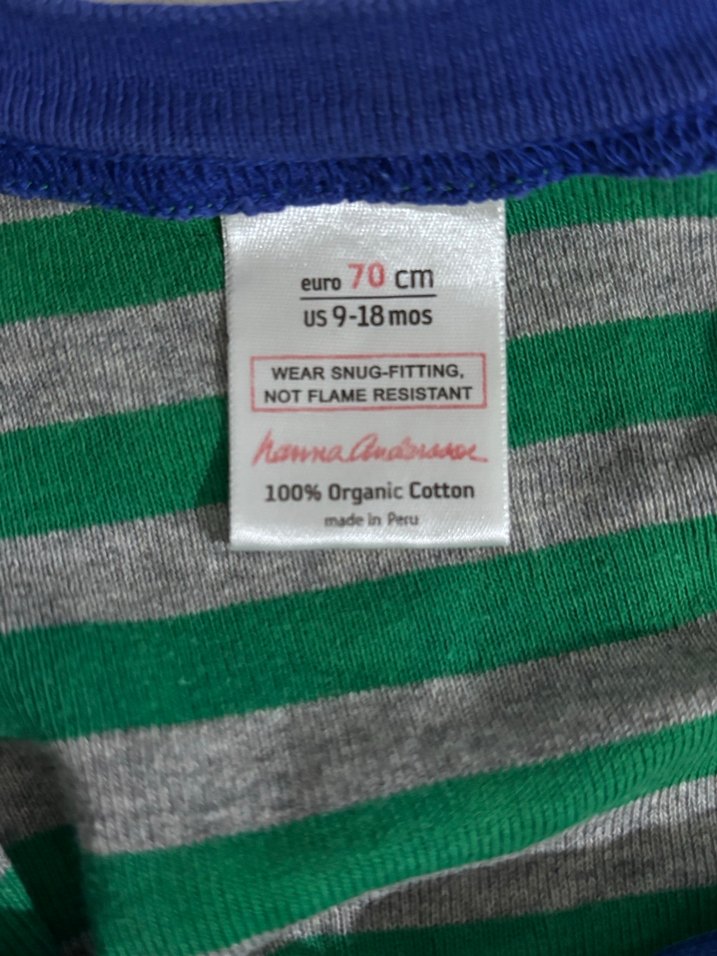 euro 70 cm
US 9-18 mos
WEAR SNUG-FITTING,
NOT FLAME RESISTANT
hanna Andersson
100% Organic Cotton
made in Peru